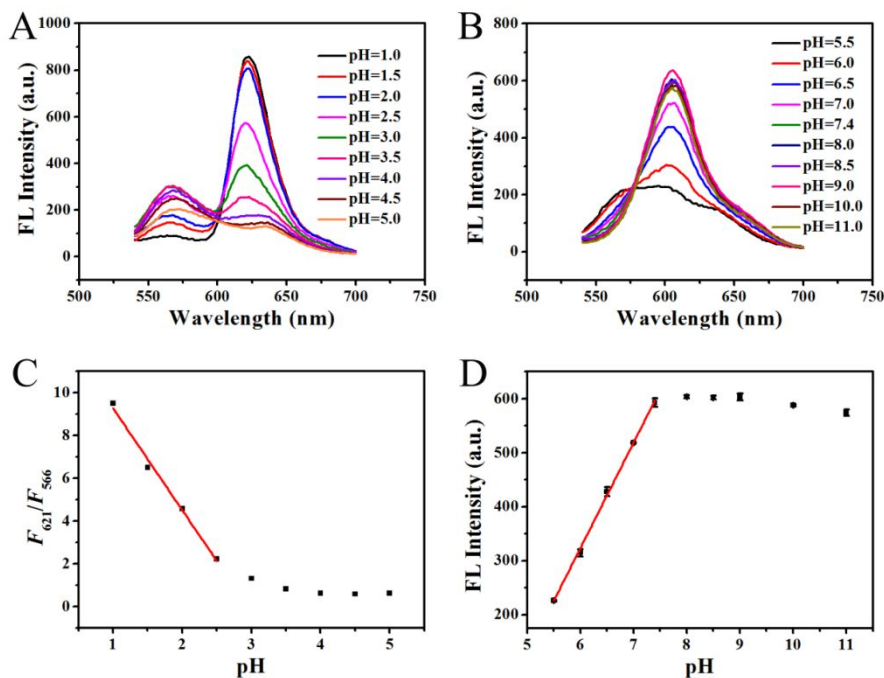 A
FL Intensity (a.u.)
1000
800
600
400
200
0
500
550
600
650
700
750
Wavelength (nm)
pH=1.0
pH=1.5
pH=2.0
pH=2.5
pH=3.0
pH=3.5
pH=4.0
pH=4.5
pH=5.0
B
FL Intensity (a.u.)
800
600
400
200
0
500
550
600
650
700
750
Wavelength (nm)
pH=5.5
pH=6.0
pH=6.5
pH=7.0
pH=7.4
pH=8.0
pH=8.5
pH=9.0
pH=10.0
pH=11.0
C
F621/F566
10
8
6
4
2
0
1
2
3
4
5
pH
D
FL Intensity (a.u.)
600
500
400
300
200
5
6
7
8
9
10
11
pH